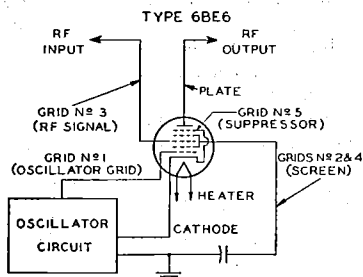 TYPE 6BE6
RF
INPUT
RF
OUTPUT
PLATE
GRID Nº 3
(RF SIGNAL)
GRID Nº 5
(SUPPRESSOR)
GRID Nº 1
(OSCILLATOR GRID)
GRIDS Nº 2&4
(SCREEN)
HEATER
OSCILLATOR
CIRCUIT
CATHODE